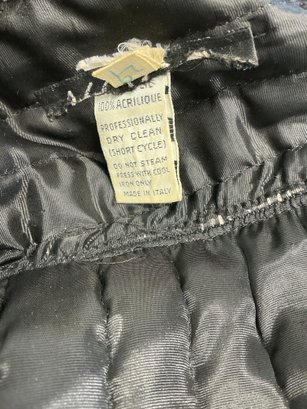 100% ACRILIQUE
PROFESSIONALLY
DRY CLEAN
(SHORT CYCLE)
DO NOT STEAM
PRESS WITH COOL
IRON ONLY
MADE IN ITALY